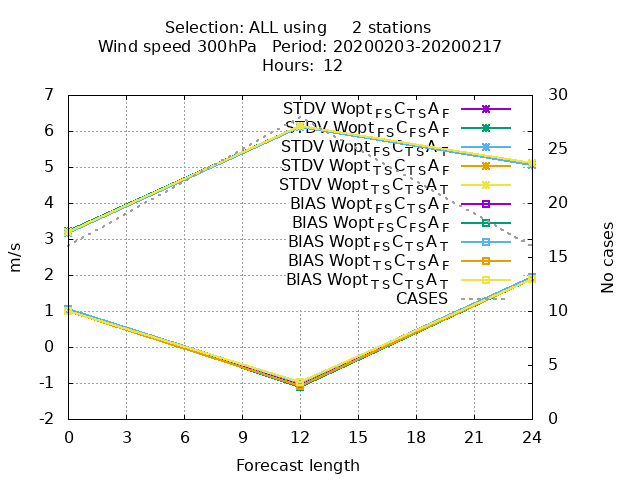 Selection: ALL using 2 stations
Wind speed 300hPa Period: 20200203-20200217
Hours: 12
7 30
STDV Wopt_FS C_TS A_F
6
STDV Wopt_FS C_FS A_F
25
STDV Wopt_FS C_TS A_T
5
STDV Wopt_TS C_TS A_F
STDV Wopt_TS C_TS A_T
4 20
BIAS Wopt_FS C_TS A_F
BIAS Wopt_FS C_FS A_F
3
BIAS Wopt_FS C_TS A_T
15
BIAS Wopt_TS C_TS A_F
2
BIAS Wopt_TS C_TS A_T
CASES
1 10
0
5
-1
-2 0
m/s
No cases
0 3 6 9 12 15 18 21 24
Forecast length